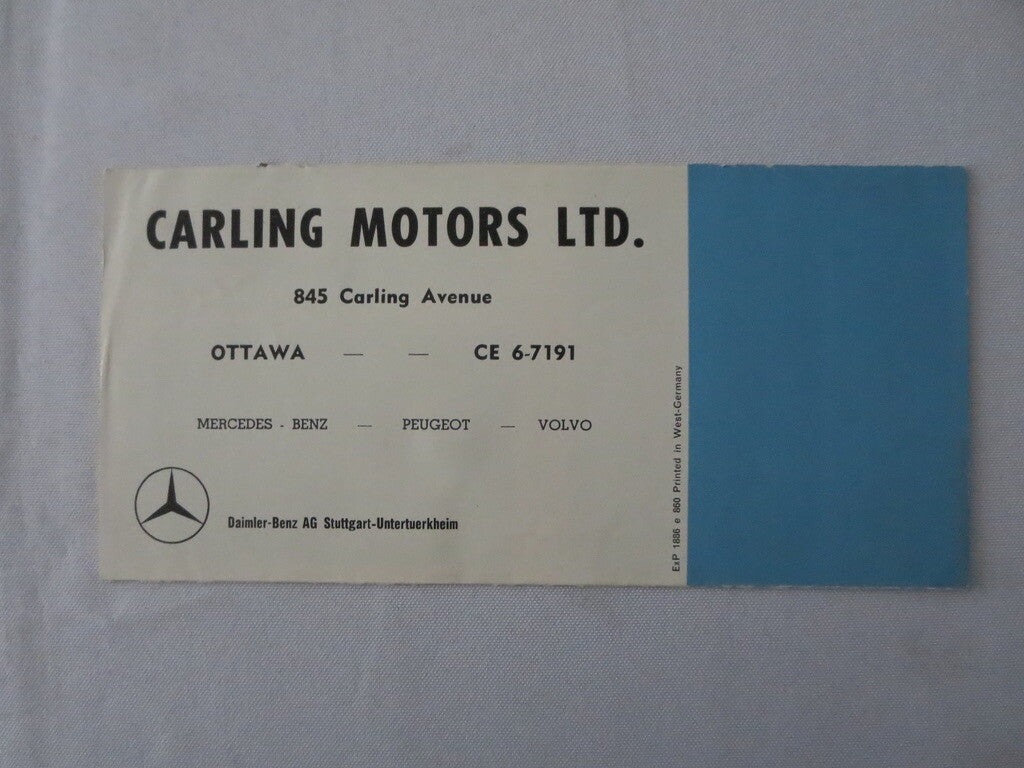 CARLING MOTORS LTD.
845 Carling Avenue
OTTAWA — — CE 6-7191
MERCEDES - BENZ — PEUGEOT — VOLVO
Daimler-Benz AG Stuttgart-Untertuerkheim
ExP 1886 e 860 Printed in West-Germany